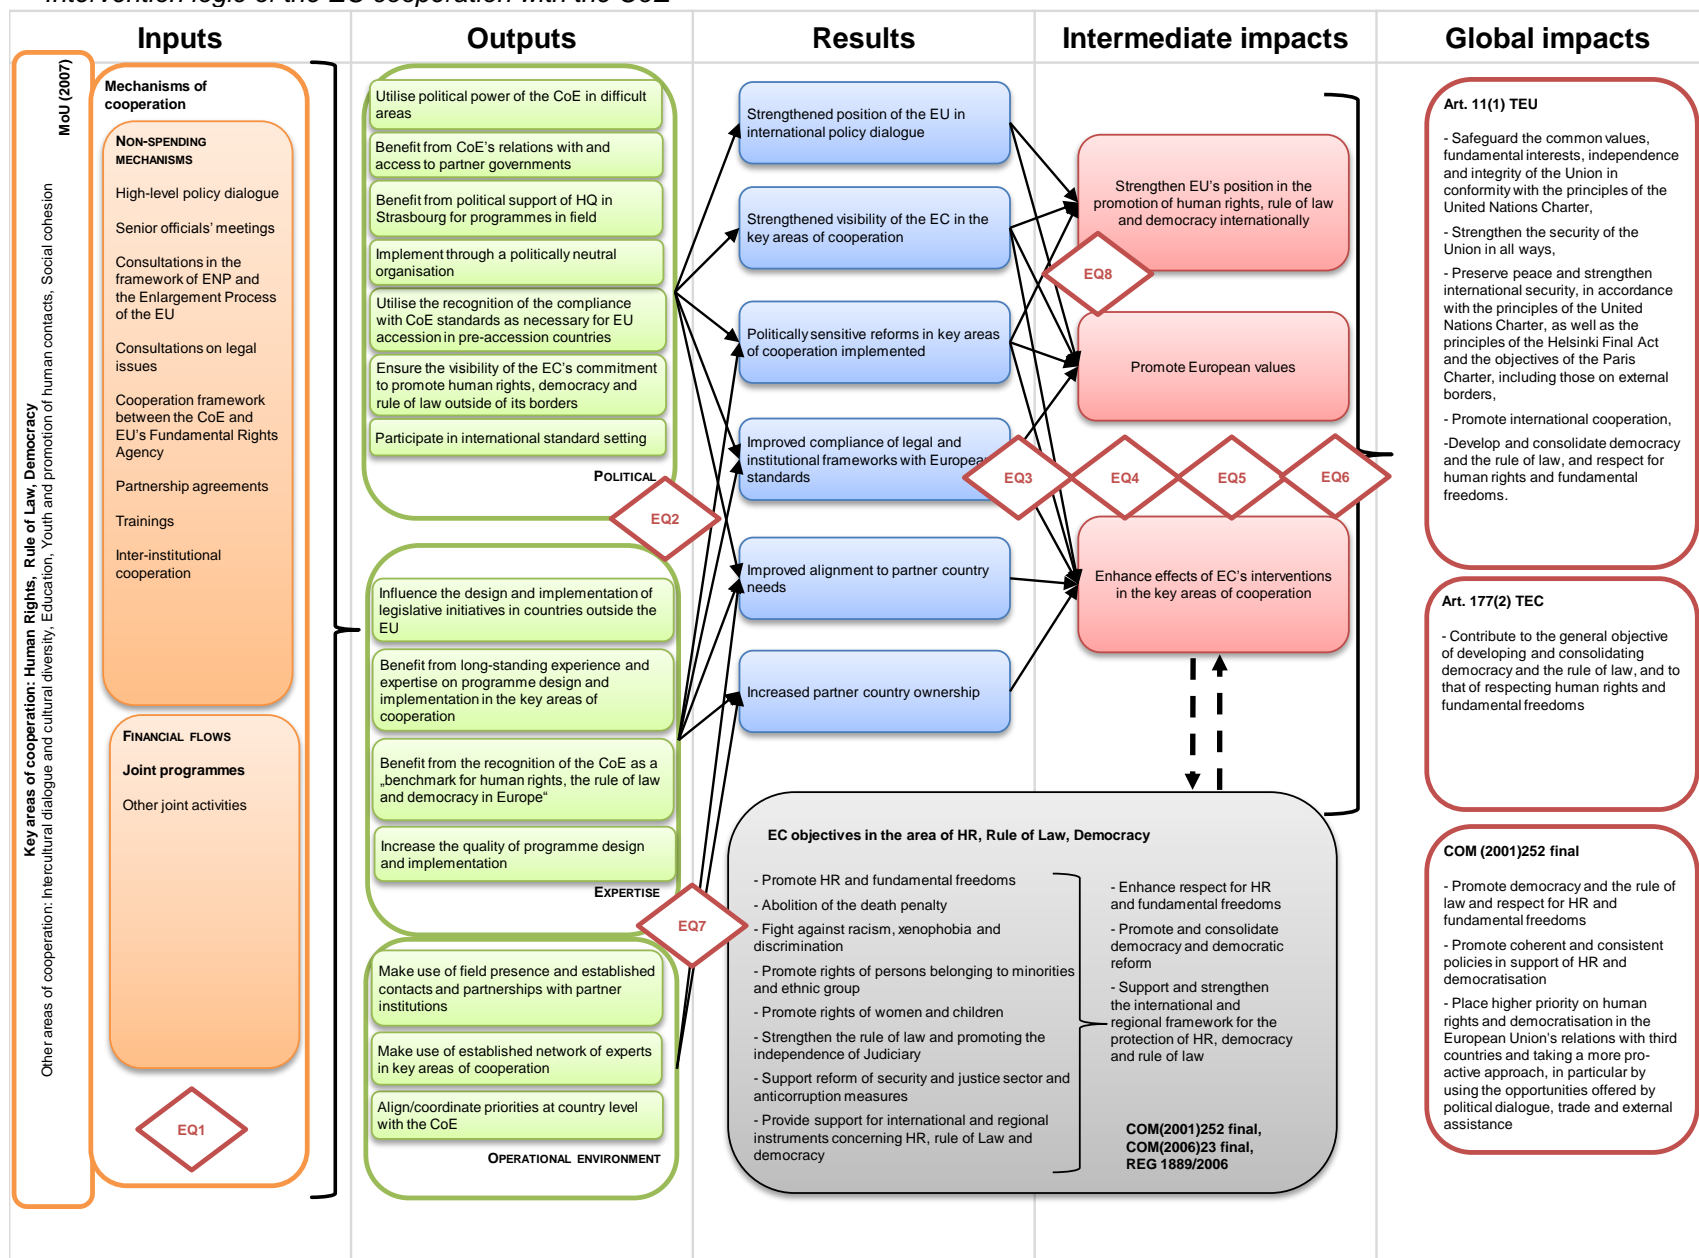 Intervention logic of the EC cooperation with the CoE
Inputs
Outputs
Results
Intermediate impacts
Global impacts
MoU (2007)
Key areas of cooperation: Human Rights, Rule of Law, Democracy
Other areas of cooperation: Intercultural dialogue and cultural diversity, Education, Youth and promotion of human contacts, Social cohesion
Mechanisms of
cooperation
NON-SPENDING
MECHANISMS
High-level policy dialogue
Senior officials' meetings
Consultations in the
framework of ENP and
the Enlargement Process
of the EU
Consultations on legal
issues
Cooperation framework
between the CoE and
EU's Fundamental Rights
Agency
Partnership agreements
Trainings
Inter-institutional
cooperation
FINANCIAL FLOWS
Joint programmes
Other joint activities
EQ1
Utilise political power of the CoE in difficult
areas
Benefit from CoE's relations with and
access to partner governments
Benefit from political support of HQ in
Strasbourg for programmes in field
Implement through a politically neutral
organisation
Utilise the recognition of the compliance
with CoE standards as necessary for EU
accession in pre-accession countries
Ensure the visibility of the EC's commitment
to promote human rights, democracy and
rule of law outside of its borders
Participate in international standard setting
POLITICAL
EQ2
Influence the design and implementation of
legislative initiatives in countries outside the
EU
Benefit from long-standing experience and
expertise on programme design and
implementation in the key areas of
cooperation
Benefit from the recognition of the CoE as a
„benchmark for human rights, the rule of law
and democracy in Europe“
Increase the quality of programme design
and implementation
EXPERTISE
EQ7
Make use of field presence and established
contacts and partnerships with partner
institutions
Make use of established network of experts
in key areas of cooperation
Align/coordinate priorities at country level
with the CoE
OPERATIONAL ENVIRONMENT
Strengthened position of the EU in
international policy dialogue
Strengthened visibility of the EC in the
key areas of cooperation
Politically sensitive reforms in key areas
of cooperation implemented
Improved compliance of legal and
institutional frameworks with European
standards
Improved alignment to partner country
needs
Increased partner country ownership
Strengthen EU's position in the
promotion of human rights, rule of law
and democracy internationally
EQ8
Promote European values
EQ3
EQ4
EQ5
EQ6
Enhance effects of EC's interventions
in the key areas of cooperation
EC objectives in the area of HR, Rule of Law, Democracy
- Promote HR and fundamental freedoms
- Abolition of the death penalty
- Fight against racism, xenophobia and
discrimination
- Promote rights of persons belonging to minorities
and ethnic group
- Promote rights of women and children
- Strengthen the rule of law and promoting the
independence of Judiciary
- Support reform of security and justice sector and
anticorruption measures
- Provide support for international and regional
instruments concerning HR, rule of Law and
democracy
- Enhance respect for HR
and fundamental freedoms
- Promote and consolidate
democracy and democratic
reform
- Support and strengthen
the international and
regional framework for the
protection of HR, democracy
and rule of law
COM(2001)252 final,
COM(2006)23 final,
REG 1889/2006
Art. 11(1) TEU
- Safeguard the common values,
fundamental interests, independence
and integrity of the Union in
conformity with the principles of the
United Nations Charter,
- Strengthen the security of the
Union in all ways,
- Preserve peace and strengthen
international security, in accordance
with the principles of the United
Nations Charter, as well as the
principles of the Helsinki Final Act
and the objectives of the Paris
Charter, including those on external
borders,
- Promote international cooperation,
-Develop and consolidate democracy
and the rule of law, and respect for
human rights and fundamental
freedoms.
Art. 177(2) TEC
- Contribute to the general objective
of developing and consolidating
democracy and the rule of law, and to
that of respecting human rights and
fundamental freedoms
COM (2001)252 final
- Promote democracy and the rule of
law and respect for HR and
fundamental freedoms
- Promote coherent and consistent
policies in support of HR and
democratisation
- Place higher priority on human
rights and democratisation in the
European Union's relations with third
countries and taking a more pro-
active approach, in particular by
using the opportunities offered by
political dialogue, trade and external
assistance